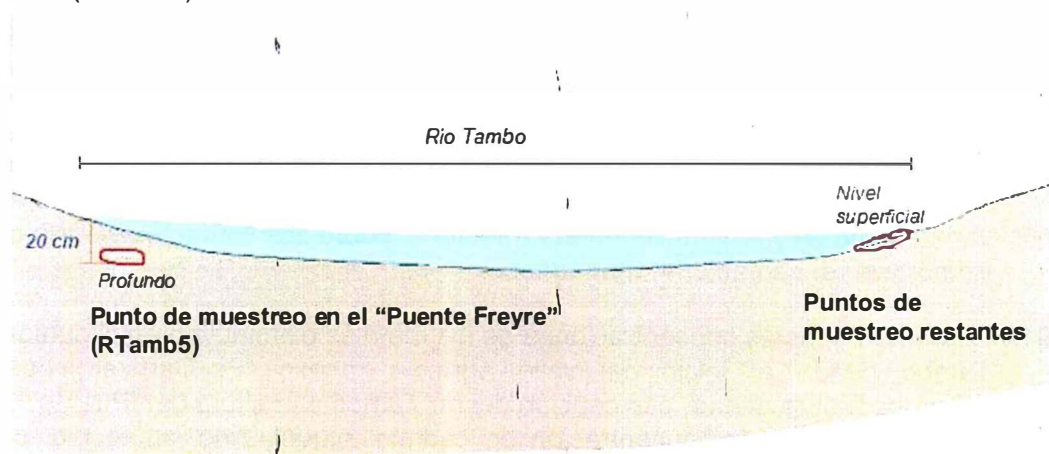 Rio Tambo
Nivel
superficial
20 cm
Profundo
Punto de muestreo en el “Puente Freyre”
(RTamb5)
Puntos de
muestreo restantes